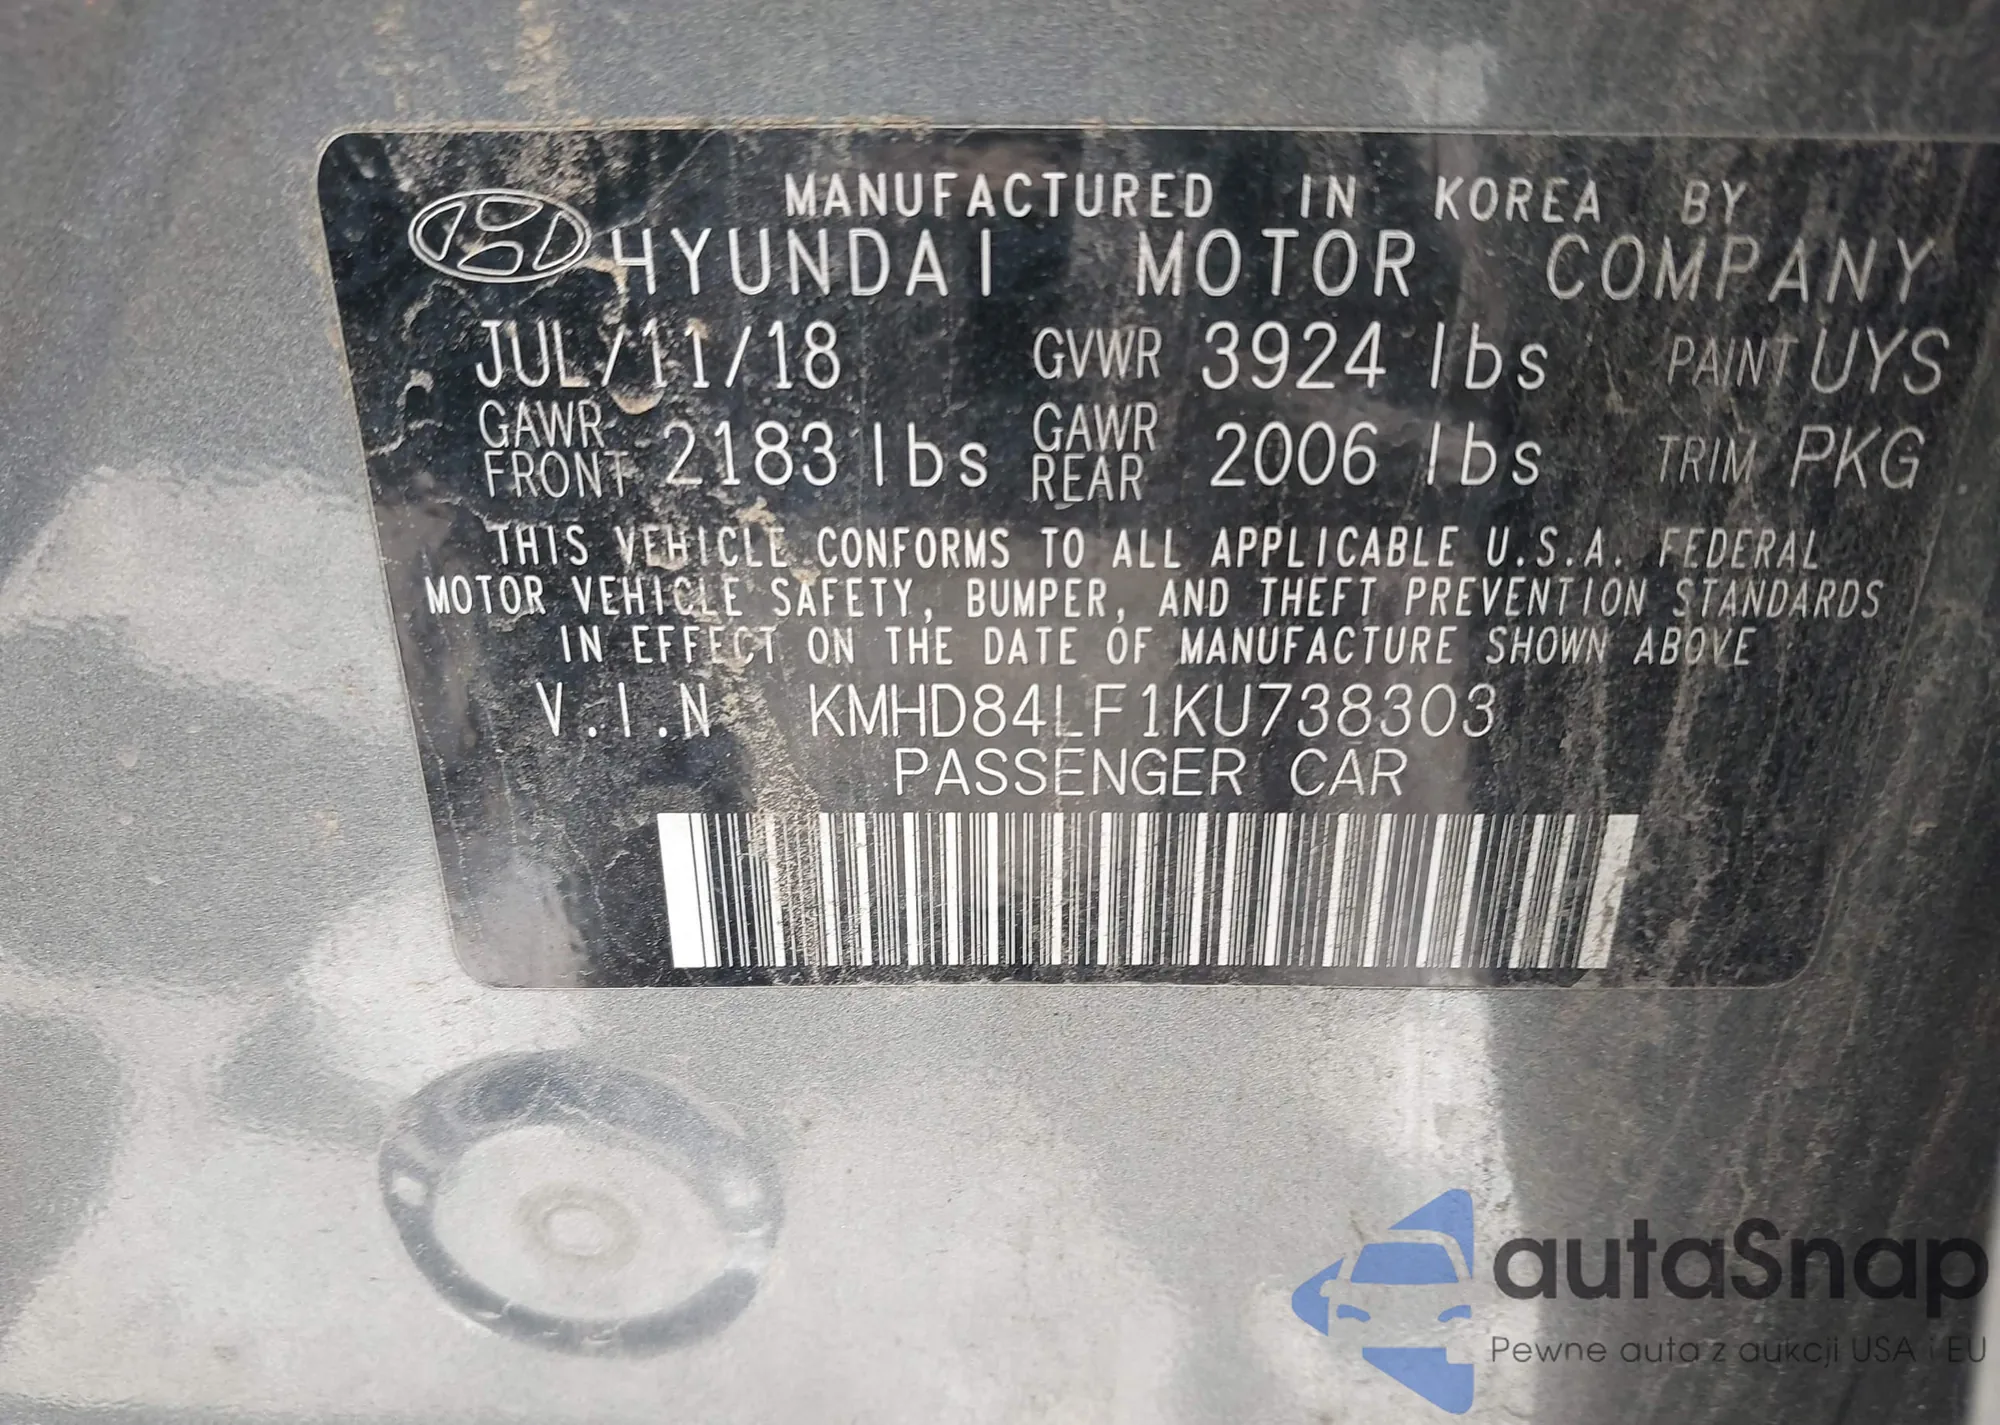 MANUFACTURED IN KOREA BY
HYUNDAI MOTOR COMPANY
JUL/11/18 GVWR 3924 lbs PAINT UYS
GAWR FRONT 2183 lbs GAWR REAR 2006 lbs TRIM PKG
THIS VEHICLE CONFORMS TO ALL APPLICABLE U.S.A. FEDERAL
MOTOR VEHICLE SAFETY, BUMPER, AND THEFT PREVENTION STANDARDS
IN EFFECT ON THE DATE OF MANUFACTURE SHOWN ABOVE
V.I.N KMHD84LF1KU738303
PASSENGER CAR
autaSnap
Pewne auta z aukcji USA i EU